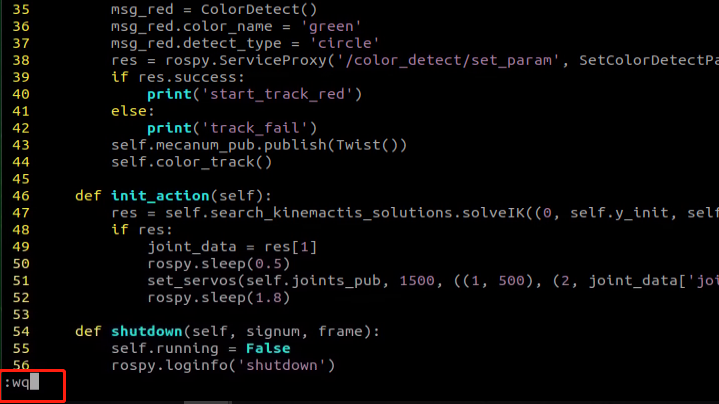 35 msg_red = ColorDetect()
36 msg_red.color_name = 'green'
37 msg_red.detect_type = 'circle'
38 res = rospy.ServiceProxy('/color_detect/set_param', SetColorDetectPa
39 if res.success:
40 print('start_track_red')
41 else:
42 print('track_fail')
43 self.mecanum_pub.publish(Twist())
44 self.color_track()
45
46 def init_action(self):
47 res = self.search_kinemactis_solutions.solveIK((0, self.y_init, self
48 if res:
49 joint_data = res[1]
50 rospy.sleep(0.5)
51 set_servos(self.joints_pub, 1500, ((1, 500), (2, joint_data['joi
52 rospy.sleep(1.8)
53
54 def shutdown(self, signum, frame):
55 self.running = False
56 rospy.loginfo('shutdown')
:wq